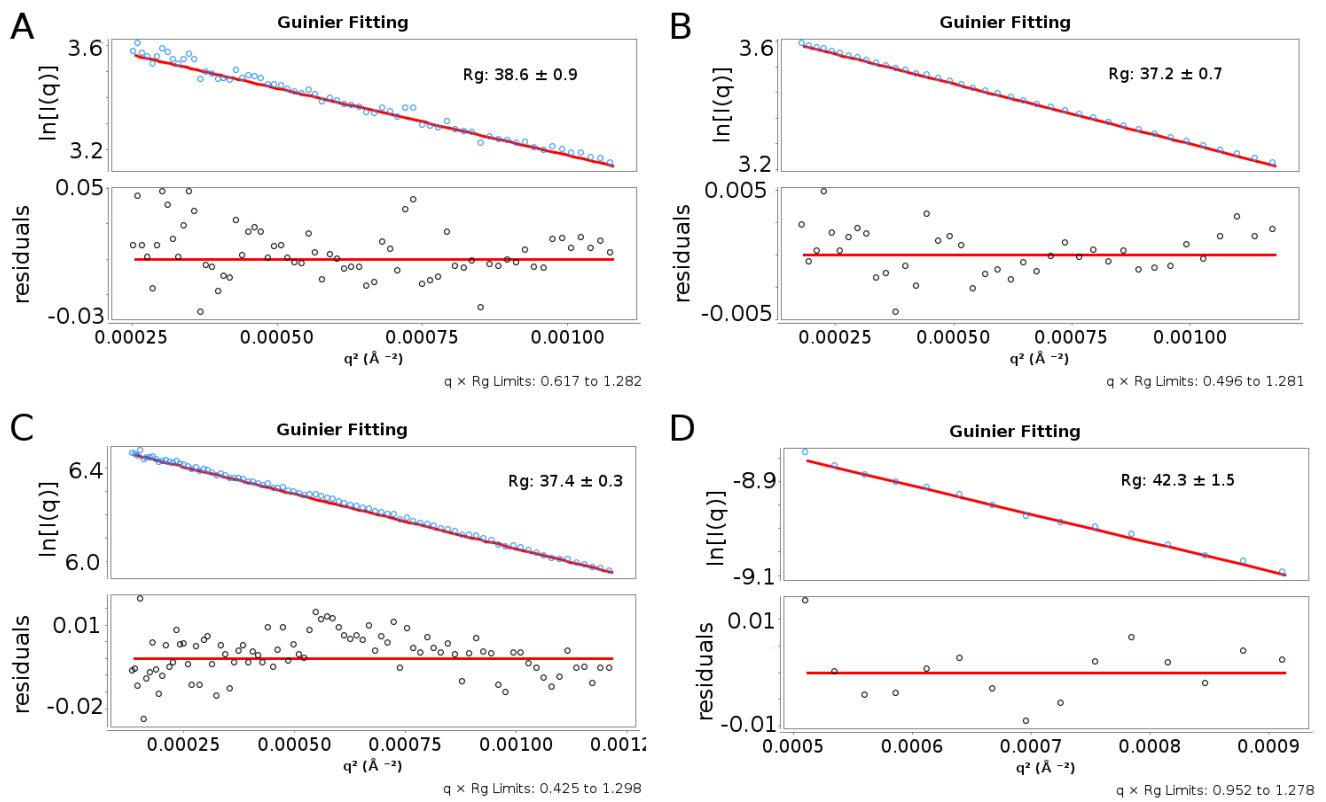 A
Guinier Fitting
3.6
3.2
ln[I(q)]
Rg: 38.6 ± 0.9
0.05
-0.03
residuals
0.00025 0.00050 0.00075 0.00100
q² (Å ⁻²)
q × Rg Limits: 0.617 to 1.282
B
Guinier Fitting
3.6
3.2
ln[I(q)]
Rg: 37.2 ± 0.7
0.005
-0.005
residuals
0.00025 0.00050 0.00075 0.00100
q² (Å ⁻²)
q × Rg Limits: 0.496 to 1.281
C
Guinier Fitting
6.4
6.0
ln[I(q)]
Rg: 37.4 ± 0.3
0.01
-0.02
residuals
0.00025 0.00050 0.00075 0.00100 0.0012
q² (Å ⁻²)
q × Rg Limits: 0.425 to 1.298
D
Guinier Fitting
-8.9
-9.1
ln[I(q)]
Rg: 42.3 ± 1.5
0.01
-0.01
residuals
0.0005 0.0006 0.0007 0.0008 0.0009
q² (Å ⁻²)
q × Rg Limits: 0.952 to 1.278